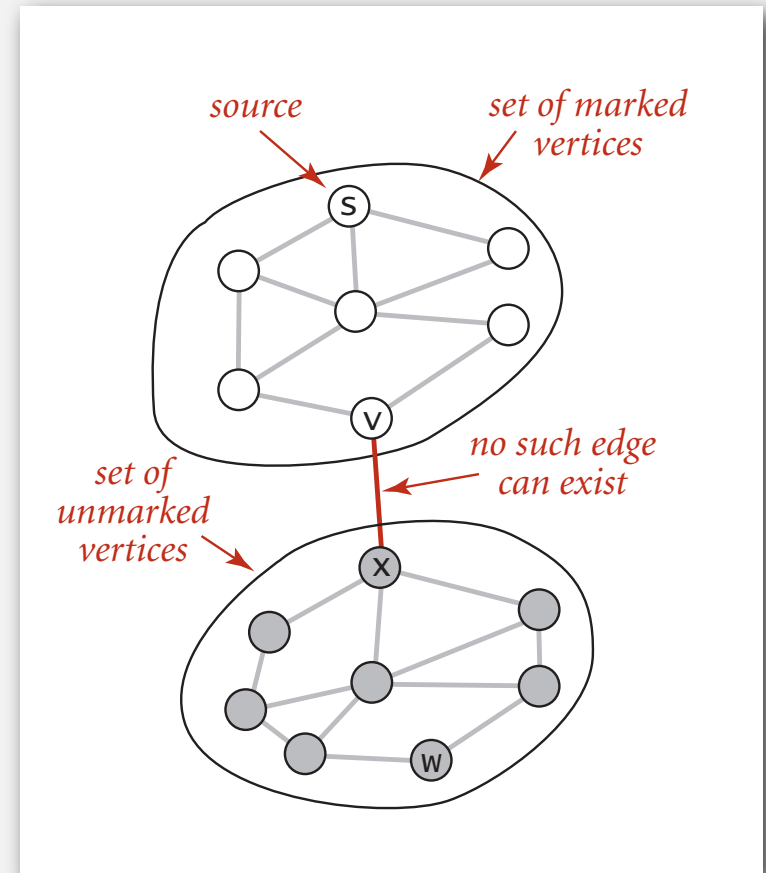 source
set of marked
vertices
S
v
no such edge
can exist
set of
unmarked
vertices
x
w